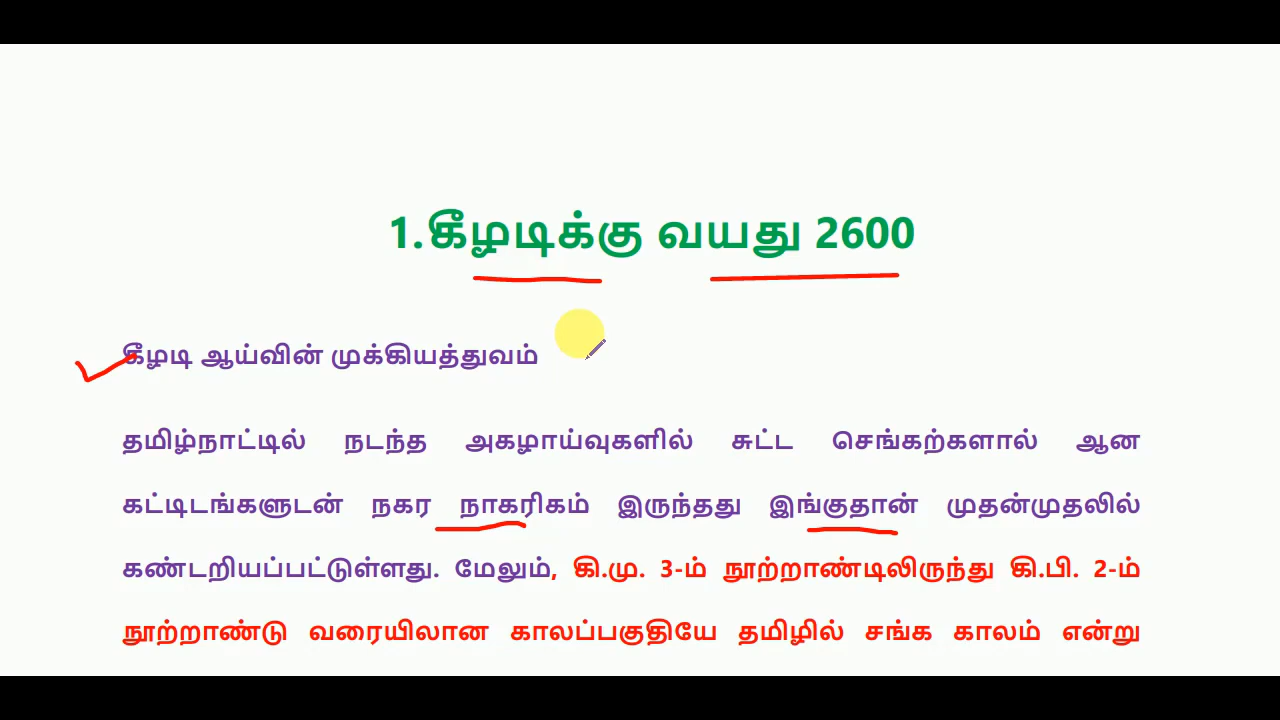 1.கீழடிக்கு வயது 2600
கீழடி ஆய்வின் முக்கியத்துவம்
தமிழ்நாட்டில் நடந்த அகழாய்வுகளில் சுட்ட செங்கற்களால் ஆன
கட்டிடங்களுடன் நகர நாகரிகம் இருந்தது இங்குதான் முதன்முதலில்
கண்டறியப்பட்டுள்ளது. மேலும், கி.மு. 3-ம் நூற்றாண்டிலிருந்து கி.பி. 2-ம்
நூற்றாண்டு வரையிலான காலப்பகுதியே தமிழில் சங்க காலம் என்று